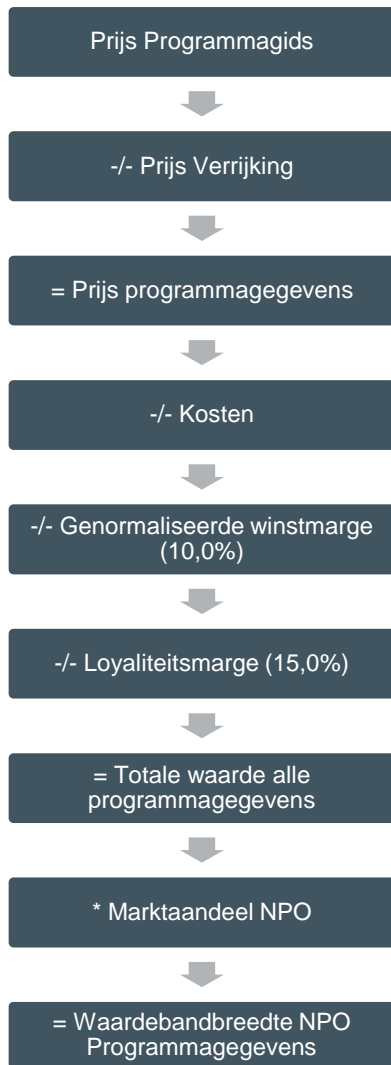 Prijs Programmagids
-/- Prijs Verrijking
= Prijs programmagegevens
-/- Kosten
-/- Genormaliseerde winstmarge
(10,0%)
-/- Loyaliteitsmarge (15,0%)
= Totale waarde alle
programmagegevens
* Marktaandeel NPO
= Waardebandbreedte NPO
Programmagegevens